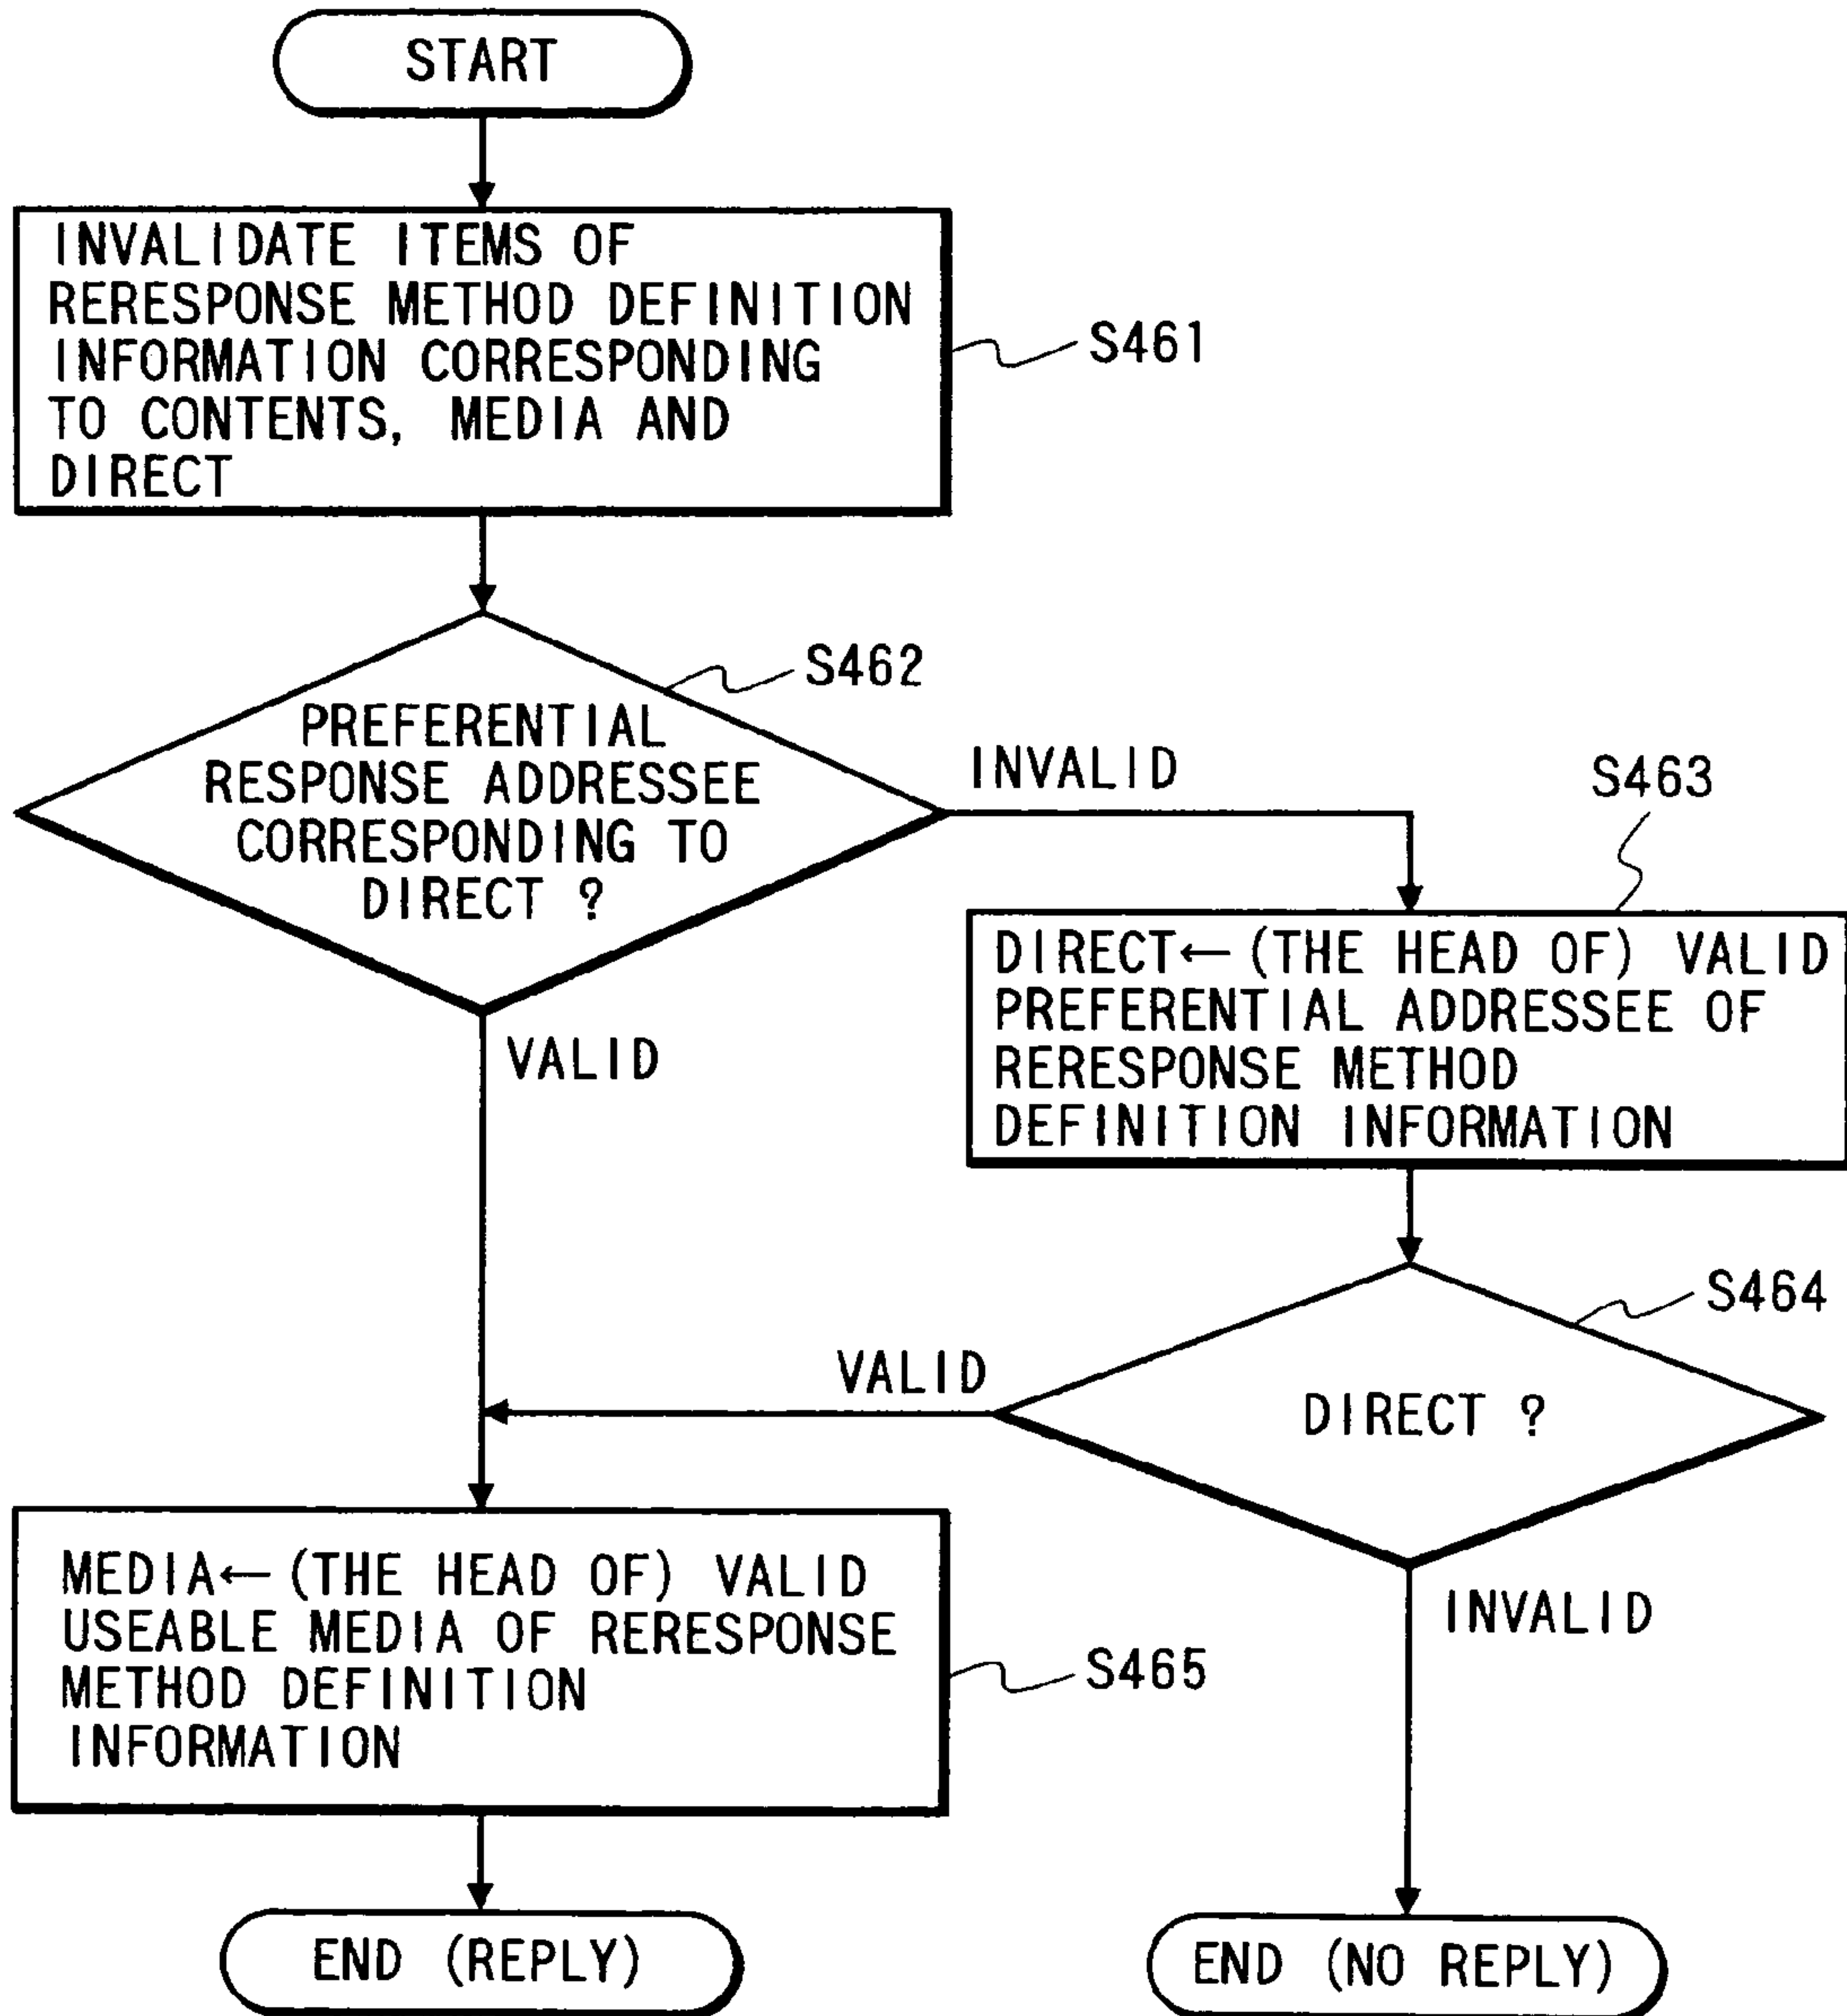 START
INVALIDATE ITEMS OF
RERESPONSE METHOD DEFINITION
INFORMATION CORRESPONDING
TO CONTENTS, MEDIA AND
DIRECT
S461
S462
PREFERENTIAL
RESPONSE ADDRESSEE
CORRESPONDING TO
DIRECT ?
INVALID
VALID
S463
DIRECT← (THE HEAD OF) VALID
PREFERENTIAL ADDRESSEE OF
RERESPONSE METHOD
DEFINITION INFORMATION
S464
DIRECT ?
VALID
INVALID
MEDIA← (THE HEAD OF) VALID
USEABLE MEDIA OF RERESPONSE
METHOD DEFINITION
INFORMATION
S465
END (REPLY)
END (NO REPLY)